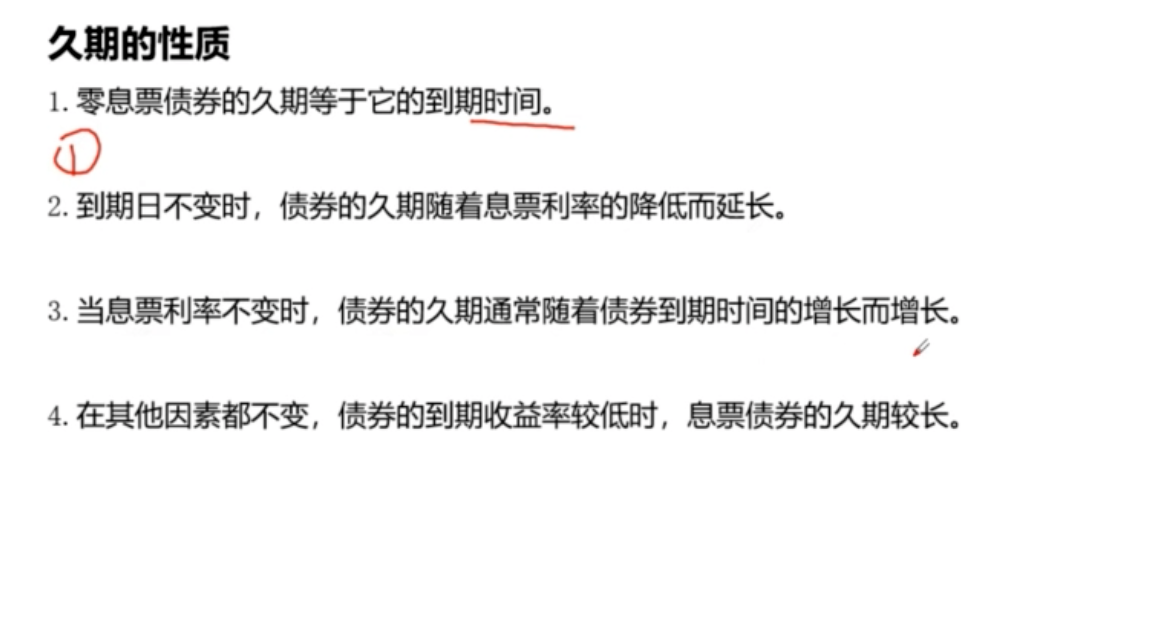 久期的性质
1. 零息票债券的久期等于它的到期时间。
①
2. 到期日不变时，债券的久期随着息票利率的降低而延长。
3. 当息票利率不变时，债券的久期通常随着债券到期时间的增长而增长。
4. 在其他因素都不变，债券的到期收益率较低时，息票债券的久期较长。